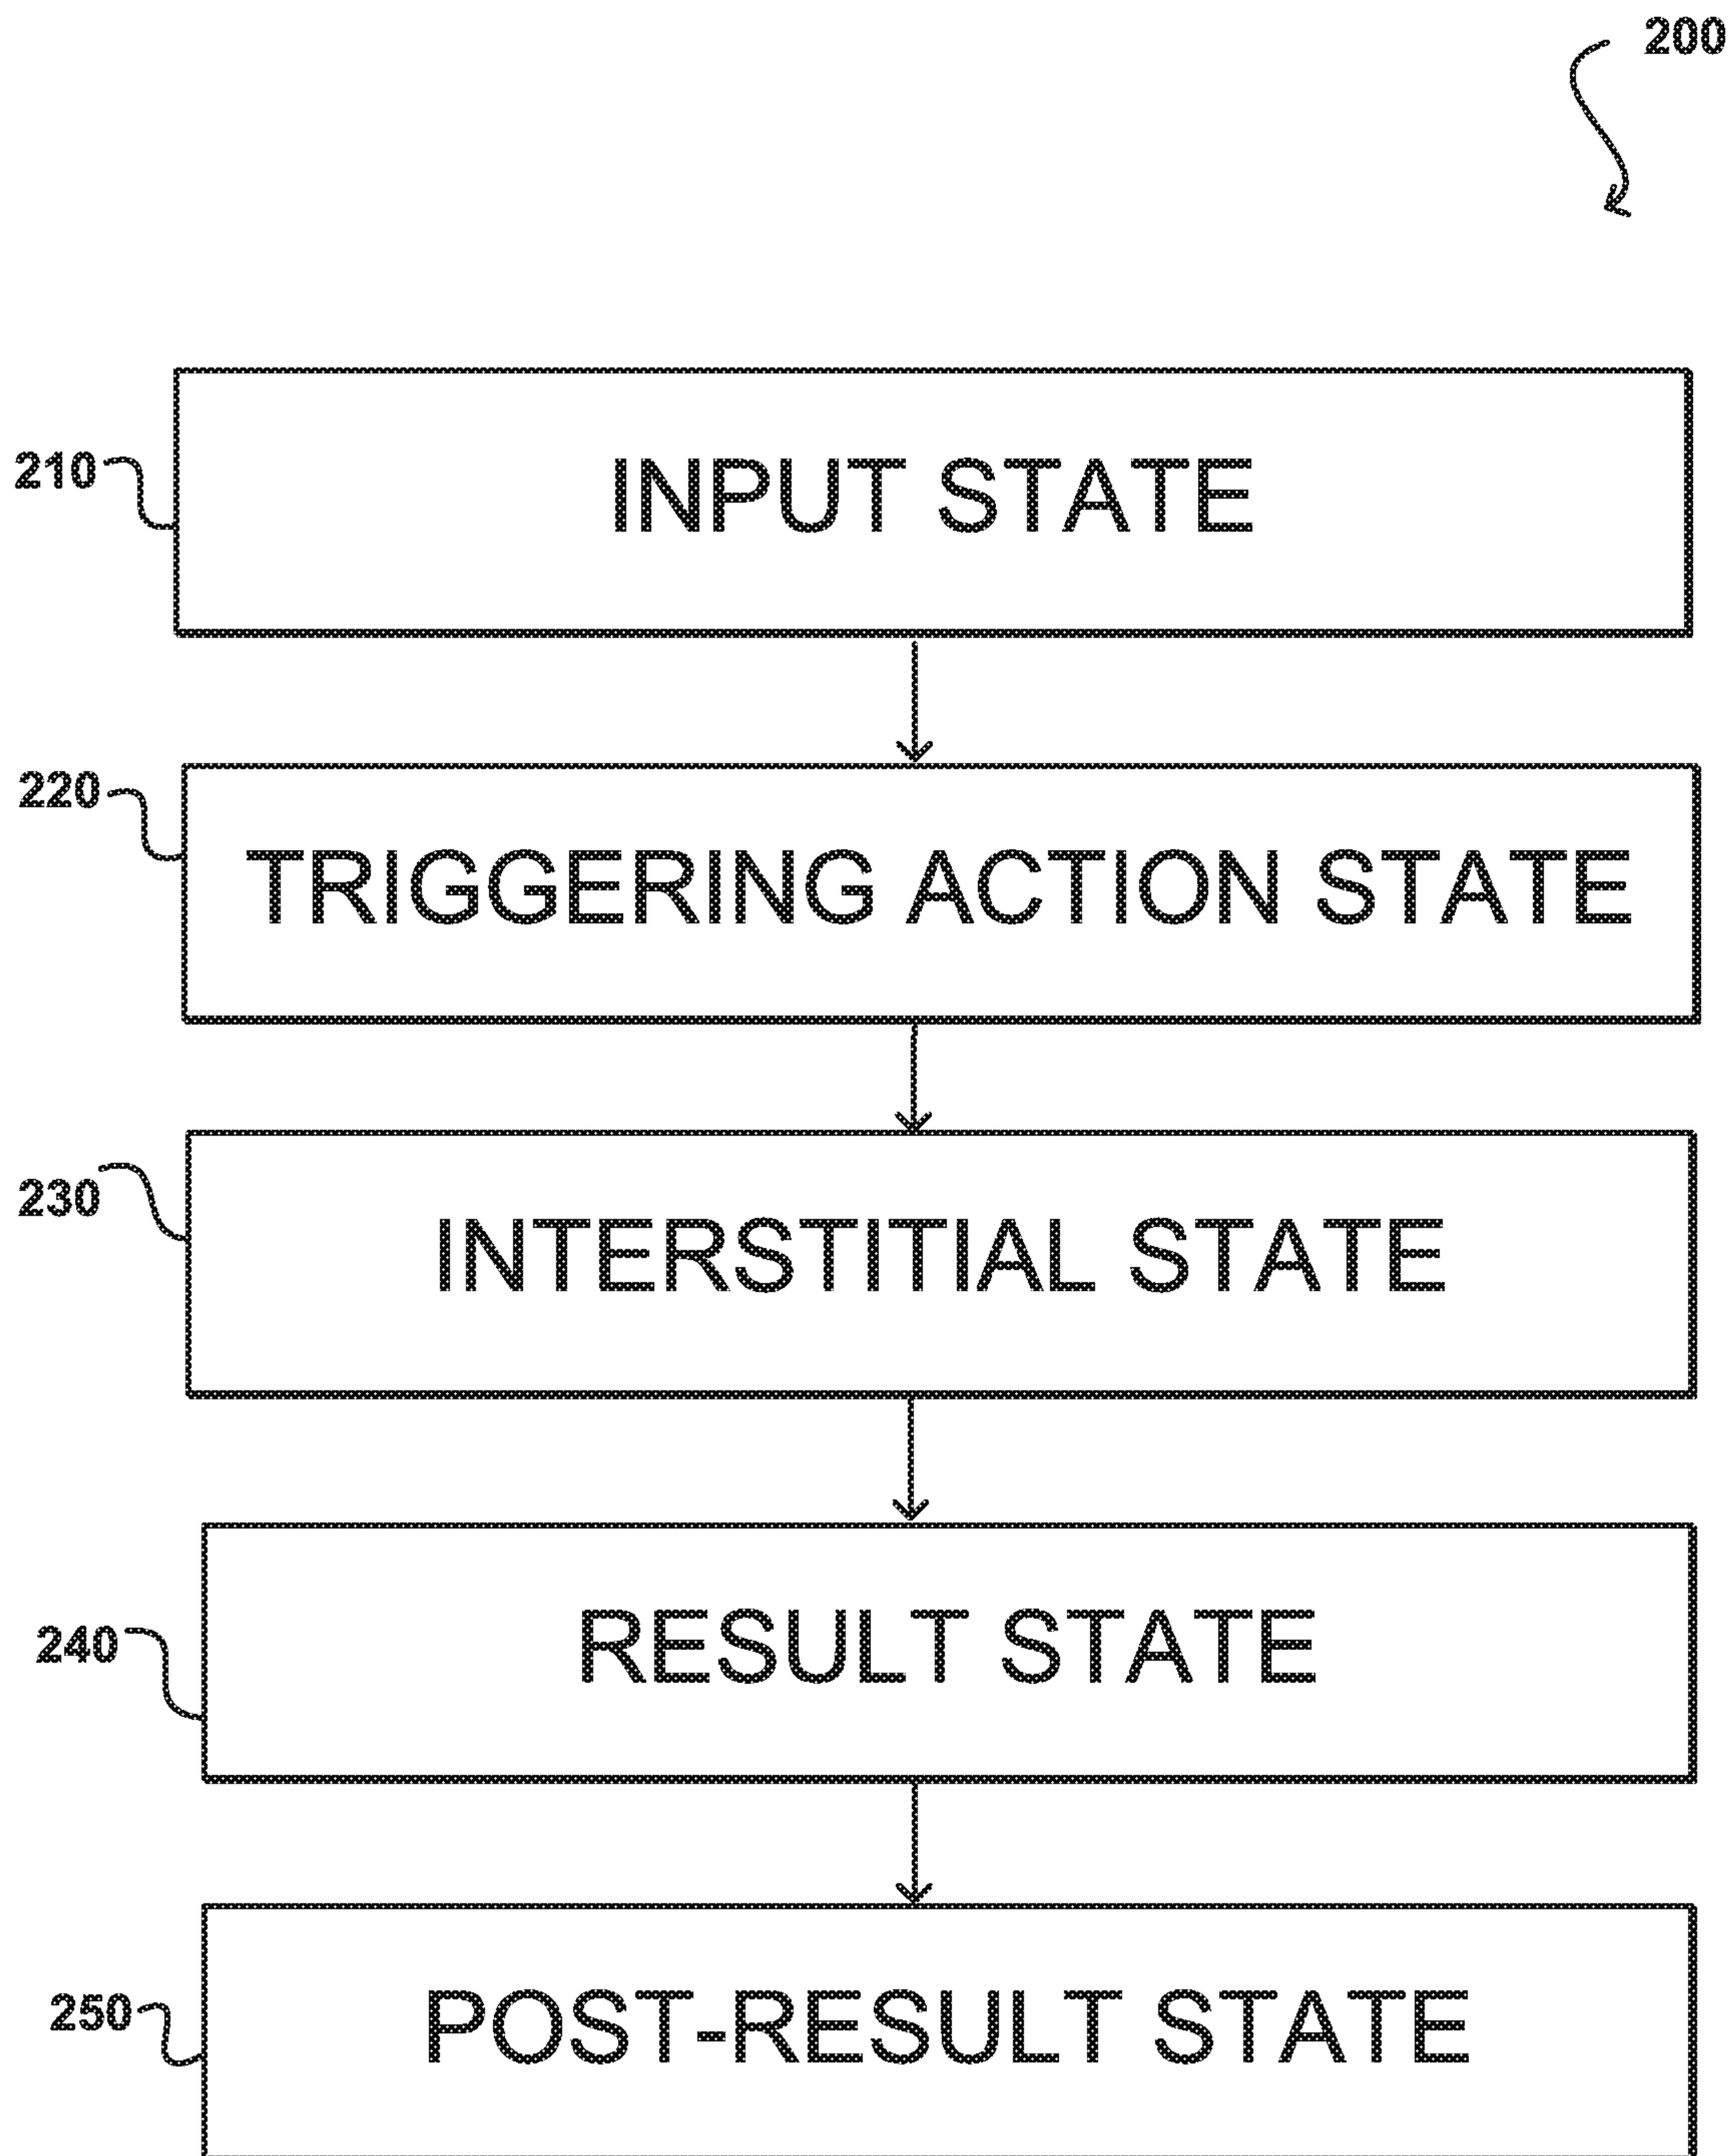 200
210
INPUT STATE
220
TRIGGERING ACTION STATE
230
INTERSTITIAL STATE
240
RESULT STATE
250
POST-RESULT STATE